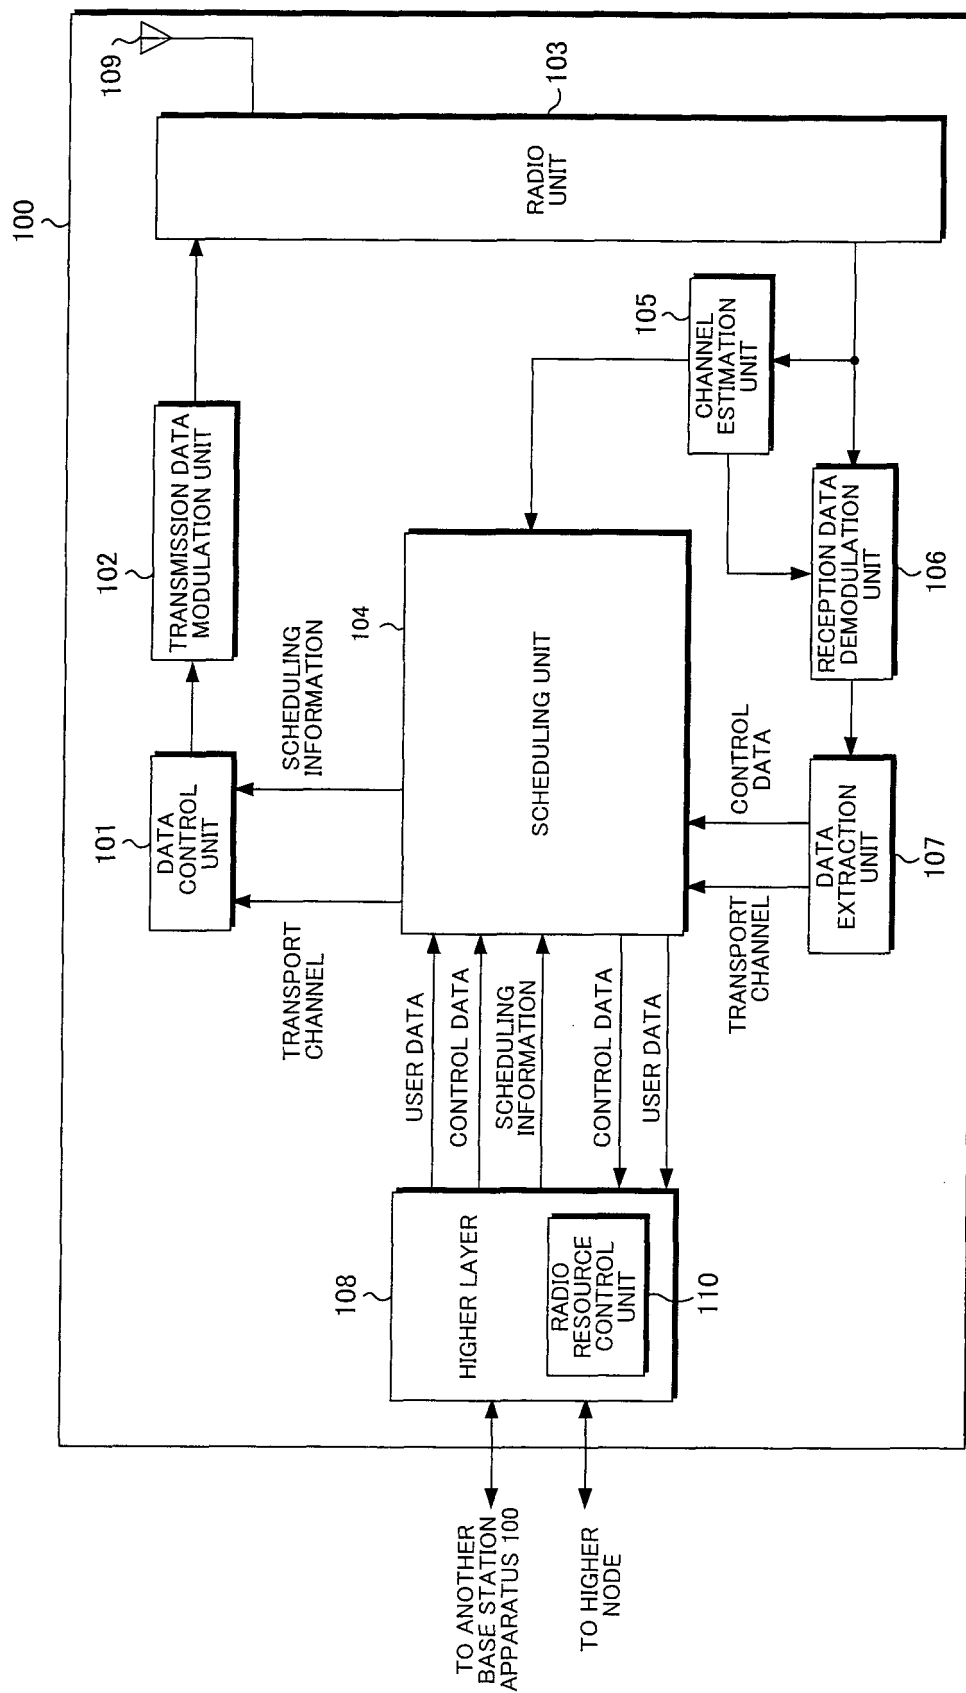 100
109
103
RADIO
UNIT
102
TRANSMISSION DATA
MODULATION UNIT
101
DATA
CONTROL
UNIT
SCHEDULING
INFORMATION
TRANSPORT
CHANNEL
105
CHANNEL
ESTIMATION
UNIT
104
SCHEDULING UNIT
108
HIGHER LAYER
RADIO
RESOURCE
CONTROL
UNIT
110
USER DATA
CONTROL DATA
SCHEDULING
INFORMATION
CONTROL DATA
USER DATA
TRANSPORT
CHANNEL
CONTROL
DATA
RECEPTION DATA
DEMODULATION
UNIT
106
DATA
EXTRACTION
UNIT
107
TO ANOTHER
BASE STATION
APPARATUS 100
TO HIGHER
NODE